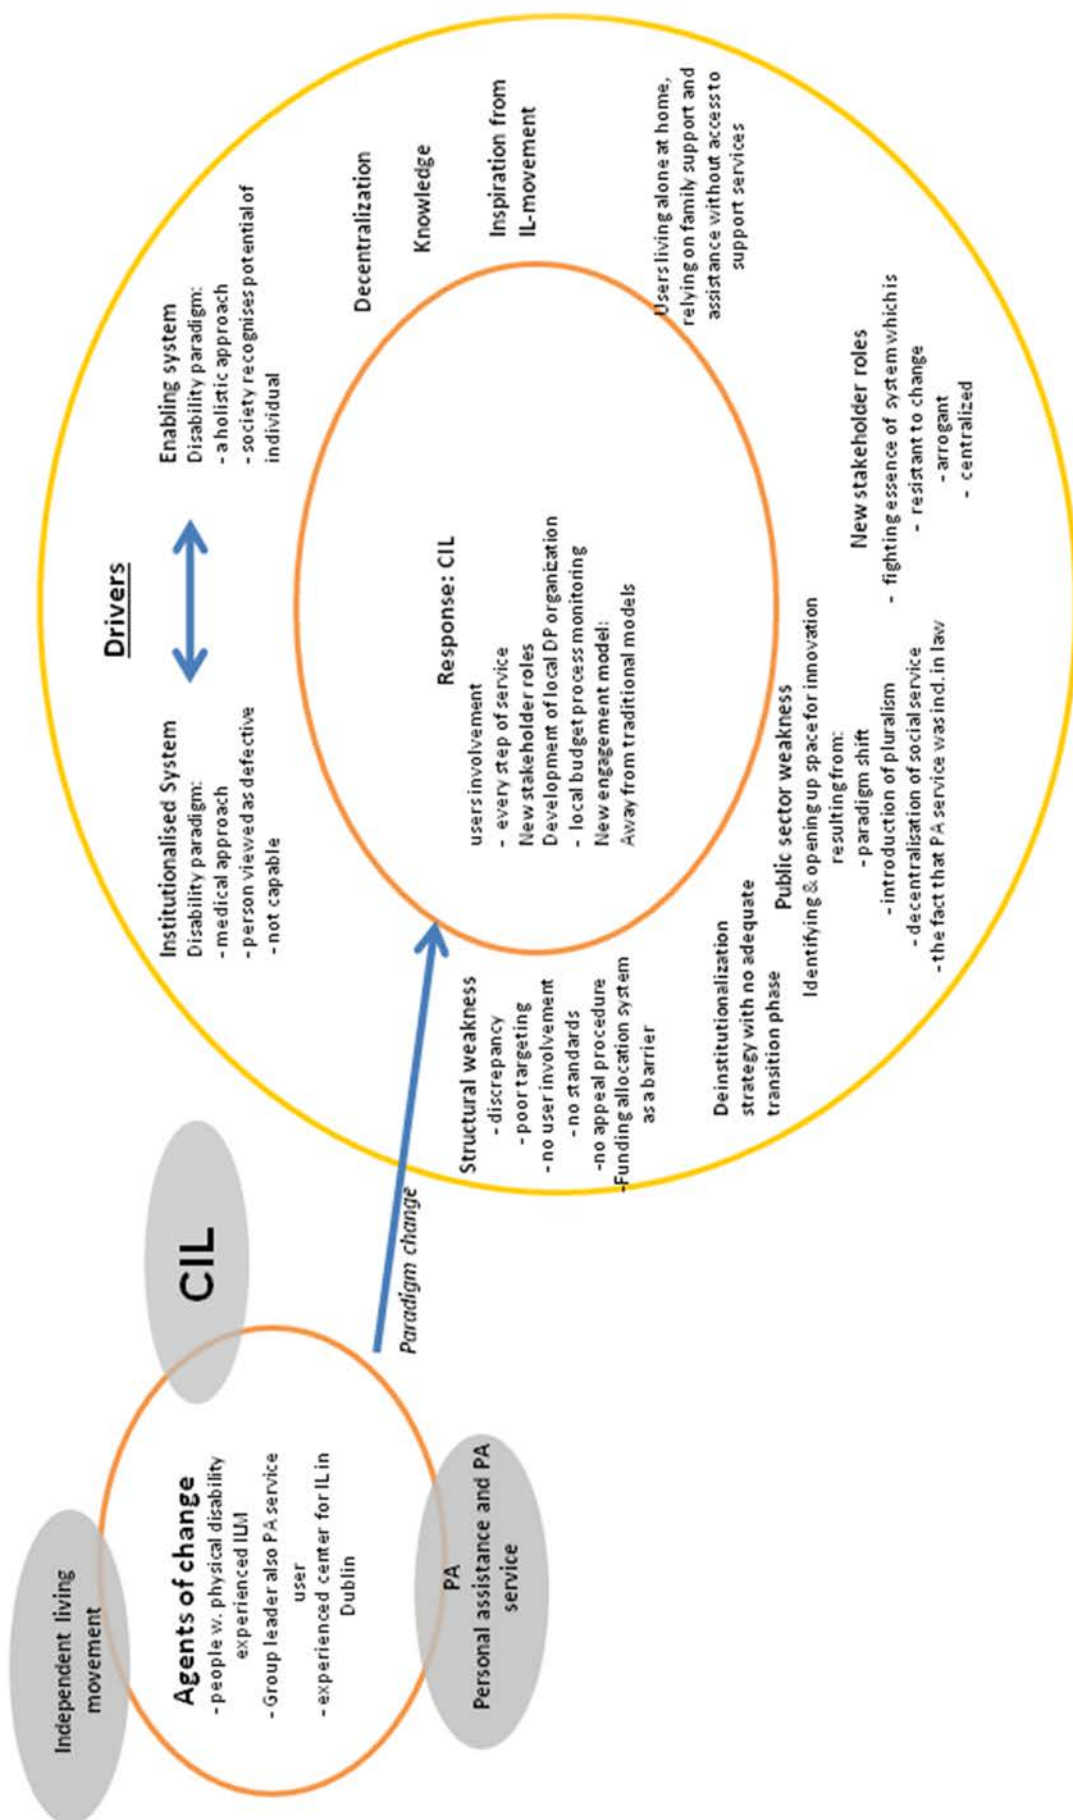 Independent living
movement
Agents of change
- people w. physical disability
experienced ILM
- Group leader also PA service
user
- experienced center for IL in
Dublin
PA
Personal assistance and PA
service
CIL
Paradigm change
Drivers
Institutionalised System
Disability paradigm:
- medical approach
- person viewed as defective
- not capable
Enabling system
Disability paradigm:
- a holistic approach
- society recognises potential of
individual
Structural weakness
- discrepancy
- poor targeting
- no user involvement
- no standards
- no appeal procedure
- Funding allocation system
as a barrier
Response: CIL
users involvement
- every step of service
New stakeholder roles
Development of local DP organization
- local budget process monitoring
New engagement model:
Away from traditional models
Decentralization
Knowledge
Inspiration from
IL-movement
Users living alone at home,
relying on family support and
assistance without access to
support services
Deinstitutionalization
strategy with no adequate
transition phase
Public sector weakness
Identifying & opening up space for innovation
resulting from:
- paradigm shift
- introduction of pluralism
- decentralisation of social service
- the fact that PA service was ind. in law
New stakeholder roles
- fighting essence of system which is
- resistant to change
- arrogant
- centralized